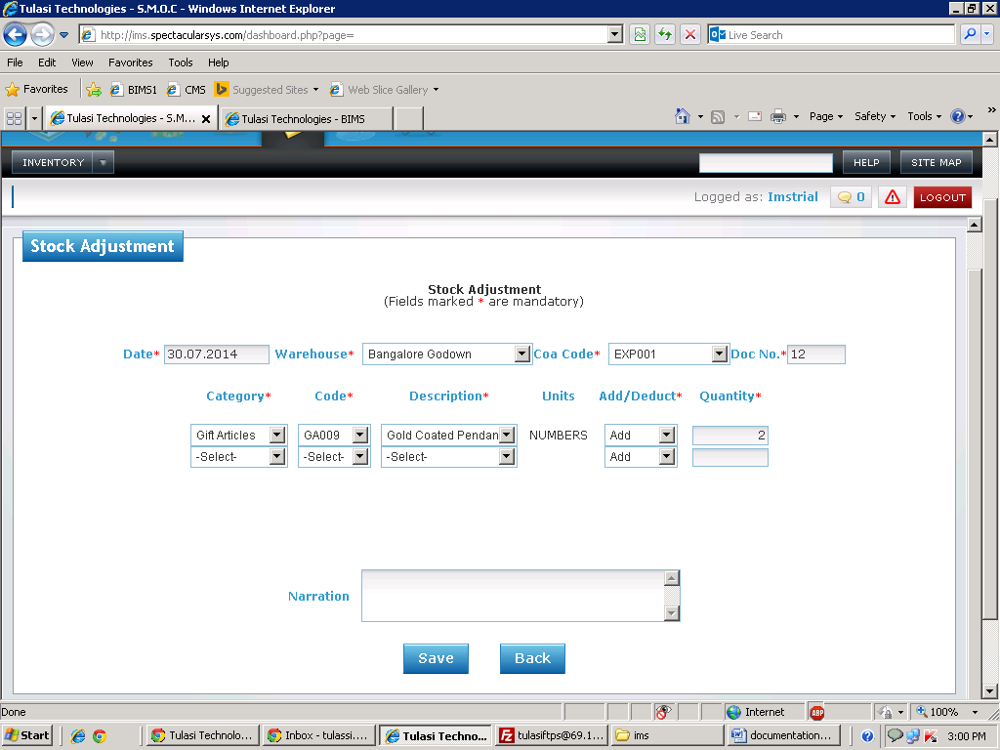 Tulasi Technologies - S.M.O.C - Windows Internet Explorer
http://ims.spectacularsys.com/dashboard.php?page= Live Search
File Edit View Favorites Tools Help
Favorites BIMS1 CMS Suggested Sites Web Slice Gallery
Tulasi Technologies - S.M... Tulasi Technologies - BIMS Page Safety Tools »
INVENTORY HELP SITE MAP
Logged as: Imstrial 0 LOGOUT
Stock Adjustment
Stock Adjustment
(Fields marked * are mandatory)
Date* 30.07.2014 Warehouse* Bangalore Godown Coa Code* EXP001 Doc No.* 12
Category* Code* Description* Units Add/Deduct* Quantity*
Gift Articles GA009 Gold Coated Pendan NUMBERS Add 2
-Select- -Select- -Select- Add
Narration
Save Back
Done Internet ABP 100%
Start Tulasi Technolo... Inbox - tulassi.... Tulasi Techno... tulasiftps@69.1... ims documentation... 3:00 PM